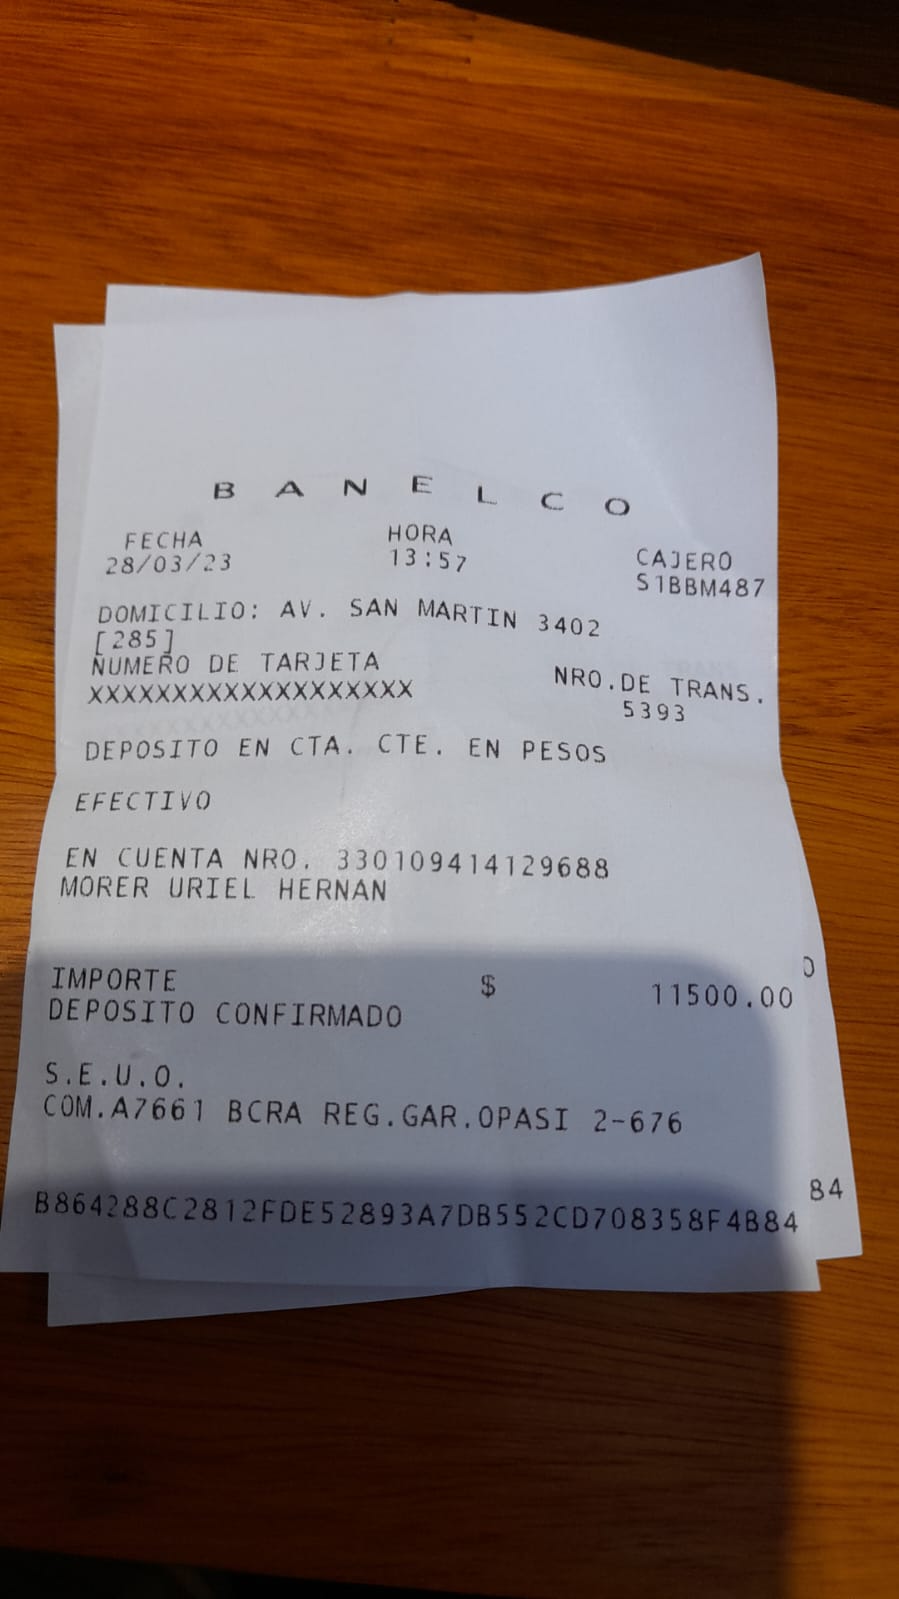 B A N E L C O
FECHA HORA CAJERO
28/03/23 13:57 S1BBM487
DOMICILIO: AV. SAN MARTIN 3402
[285]
NUMERO DE TARJETA NRO.DE TRANS.
XXXXXXXXXXXXXXXXXXX 5393
DEPOSITO EN CTA. CTE. EN PESOS
EFECTIVO
EN CUENTA NRO. 330109414129688
MORER URIEL HERNAN
IMPORTE $ 11500.00
DEPOSITO CONFIRMADO
S.E.U.O.
COM.A7661 BCRA REG.GAR.OPASI 2-676
84
B864288C2812FDE52893A7DB552CD708358F4B84